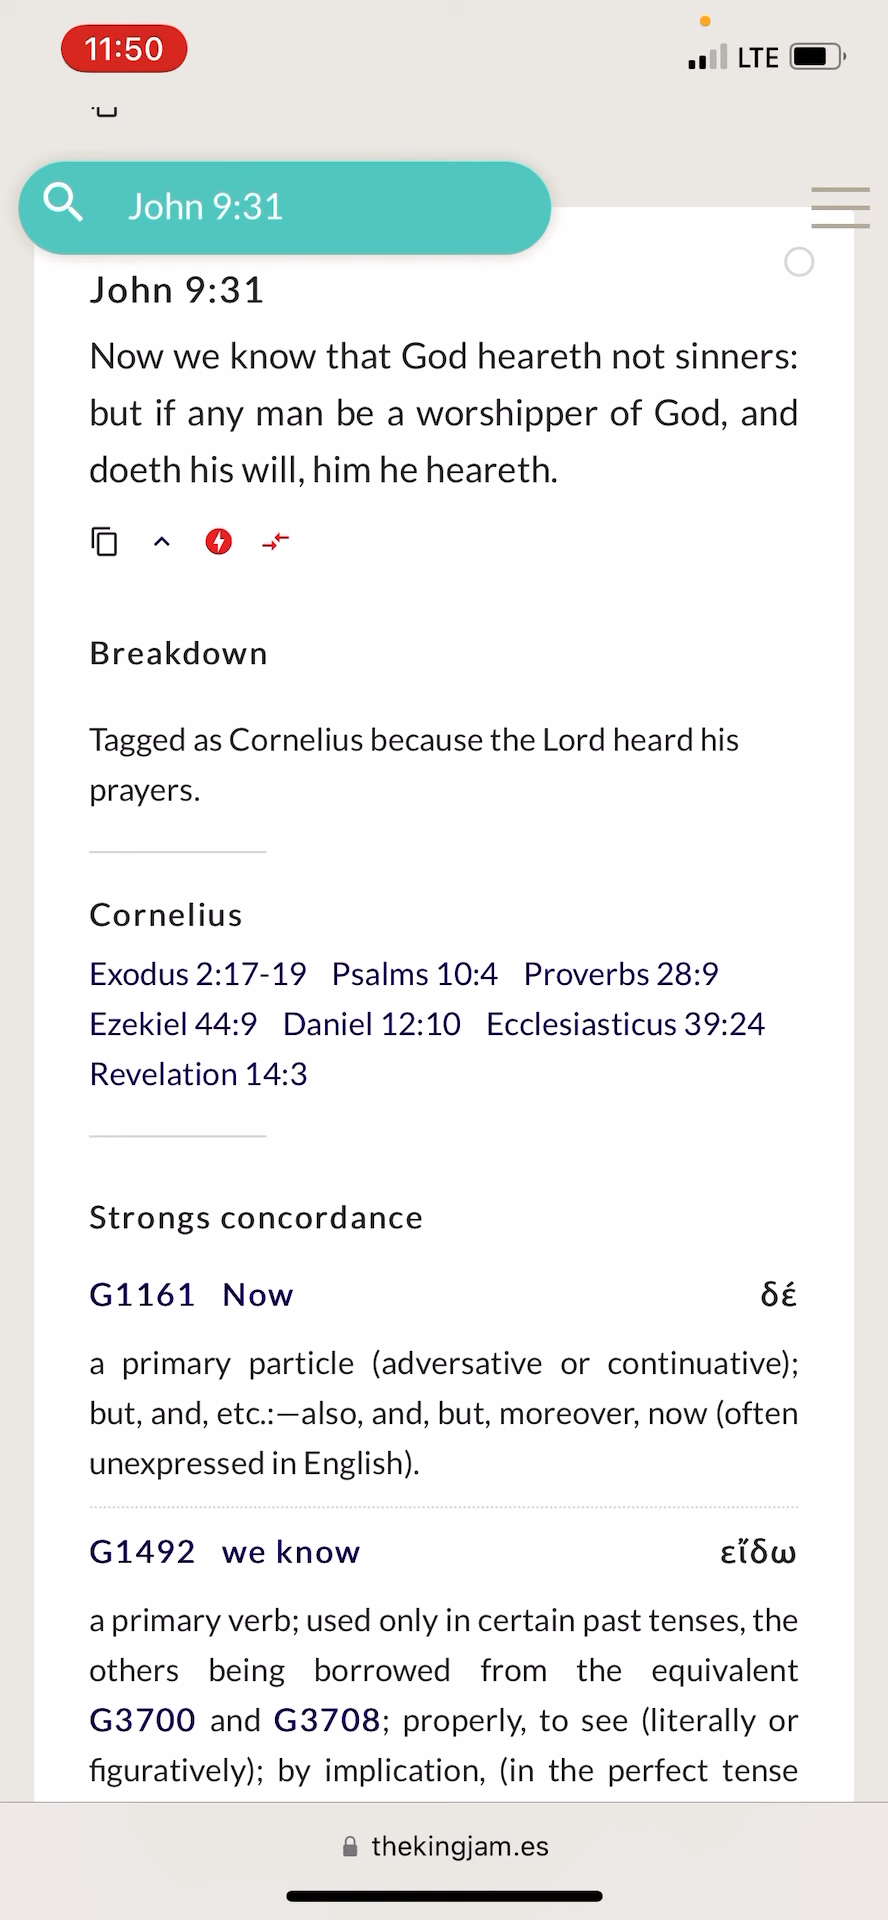 11:50
LTE
John 9:31
John 9:31
Now we know that God heareth not sinners:
but if any man be a worshipper of God, and
doeth his will, him he heareth.
Breakdown
Tagged as Cornelius because the Lord heard his
prayers.
Cornelius
Exodus 2:17-19 Psalms 10:4 Proverbs 28:9
Ezekiel 44:9 Daniel 12:10 Ecclesiasticus 39:24
Revelation 14:3
Strongs concordance
G1161 Now δέ
a primary particle (adversative or continuative);
but, and, etc.:—also, and, but, moreover, now (often
unexpressed in English).
G1492 we know εἴδω
a primary verb; used only in certain past tenses, the
others being borrowed from the equivalent
G3700 and G3708; properly, to see (literally or
figuratively); by implication, (in the perfect tense
thekingjam.es